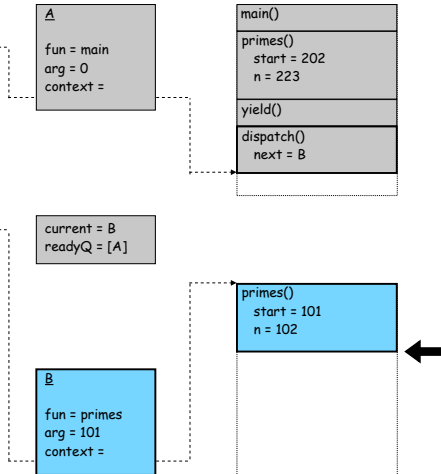 A
fun = main
arg = 0
context =
main()
primes()
start = 202
n = 223
yield()
dispatch()
next = B
current = B
readyQ = [A]
primes()
start = 101
n = 102
B
fun = primes
arg = 101
context =